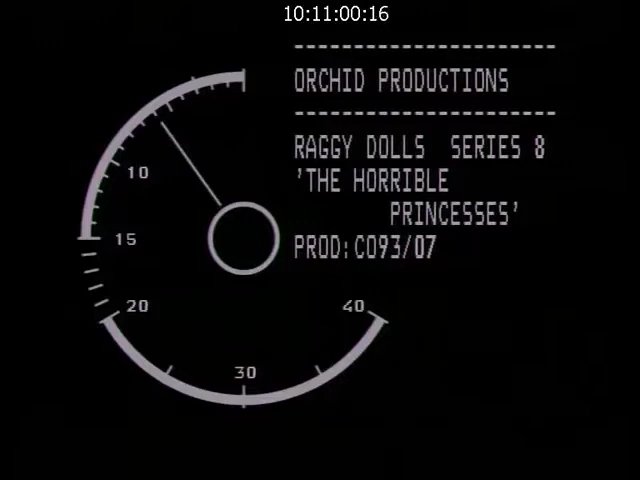 10:11:00:16
----------------------
ORCHID PRODUCTIONS
----------------------
RAGGY DOLLS SERIES 8
'THE HORRIBLE
PRINCESSES'
PROD:CO93/07
10
15
20
40
30